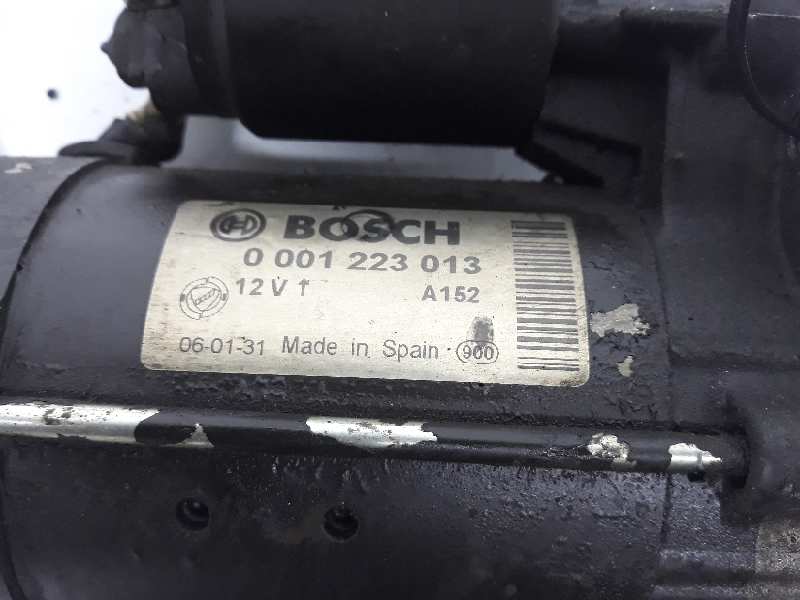 BOSCH
0 001 223 013
12 V ↑ A152
06-01-31 Made in Spain 900